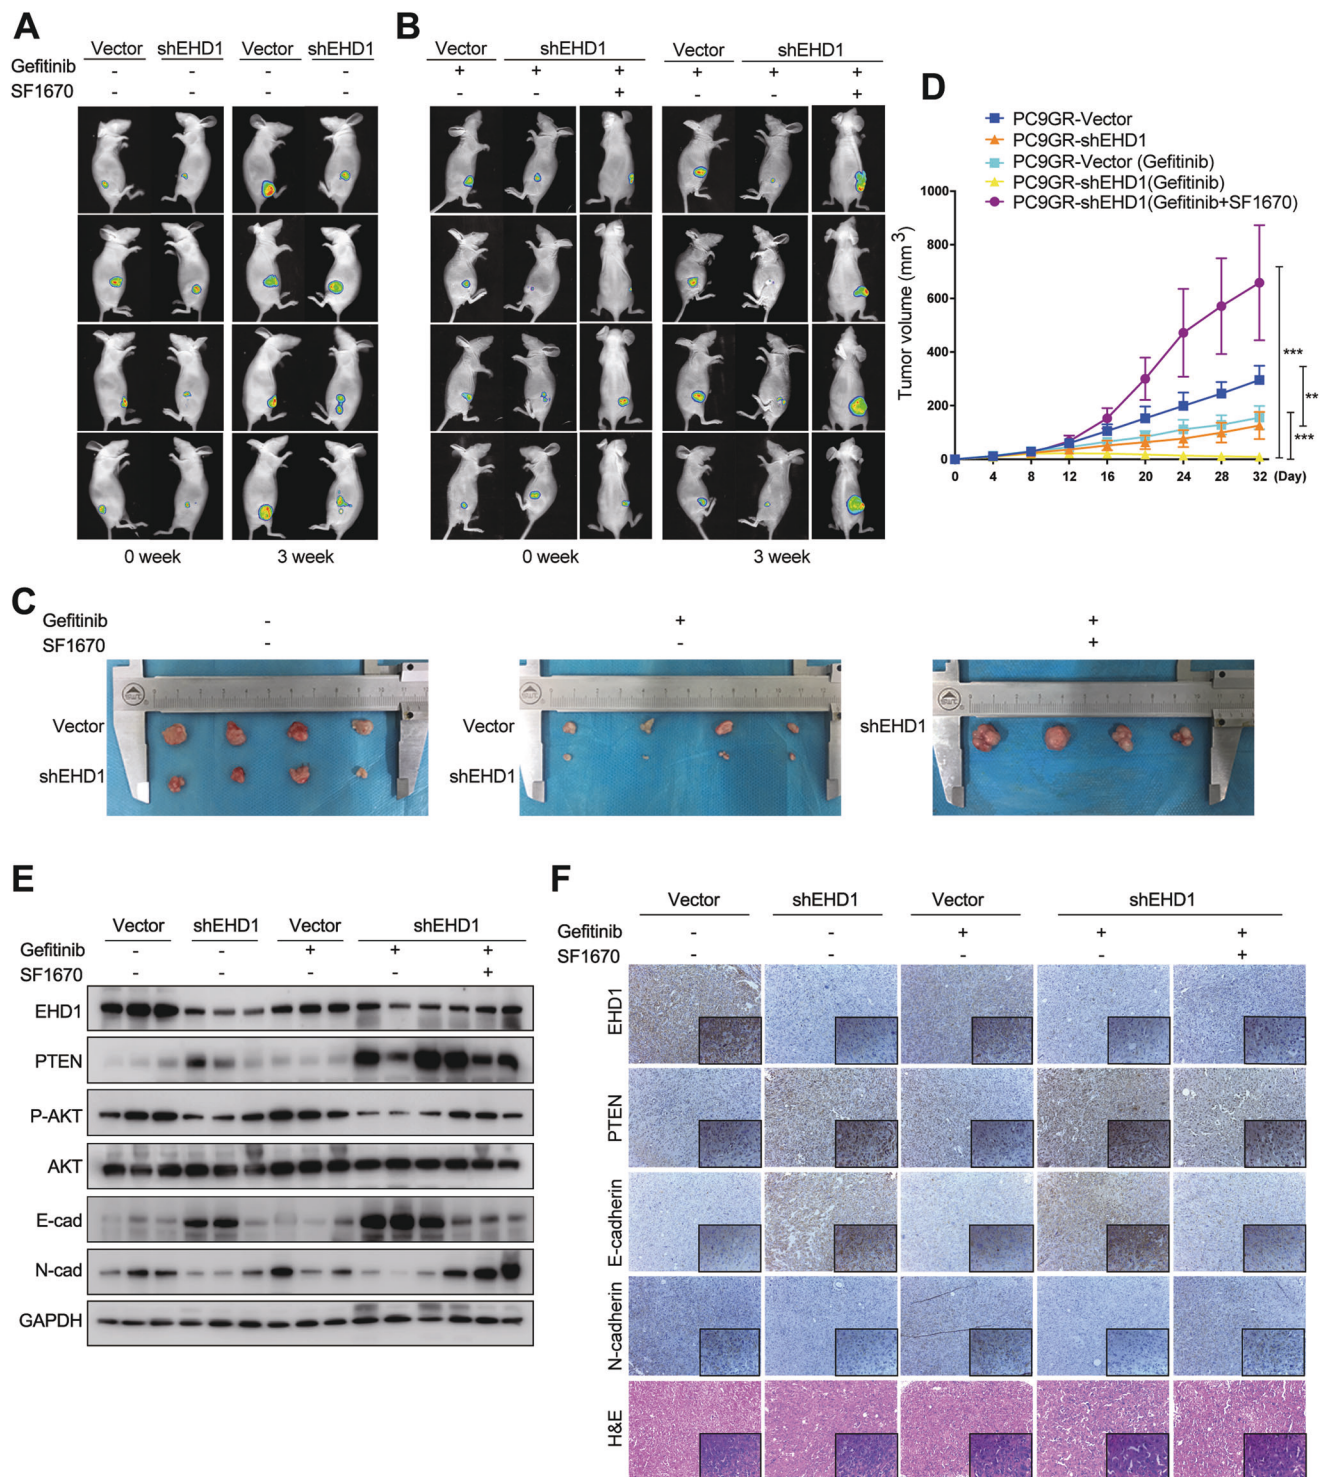 A
Vector shEHD1 Vector shEHD1
Gefitinib - - - -
SF1670 - - - -
0 week 3 week
B
Vector shEHD1 Vector shEHD1
+ + + + + +
- - + - - +
0 week 3 week
D
PC9GR-Vector
PC9GR-shEHD1
PC9GR-Vector (Gefitinib)
PC9GR-shEHD1(Gefitinib)
PC9GR-shEHD1(Gefitinib+SF1670)
Tumor volume (mm3)
1000
800
600
400
200
0
0 4 8 12 16 20 24 28 32 (Day)
***
**
***
C
Gefitinib - + +
SF1670 - - +
Vector Vector shEHD1
shEHD1 shEHD1
E
Vector shEHD1 Vector shEHD1
Gefitinib - - + + +
SF1670 - - - - +
EHD1
PTEN
P-AKT
AKT
E-cad
N-cad
GAPDH
F
Vector shEHD1 Vector shEHD1
Gefitinib - - + + +
SF1670 - - - - +
EHD1
PTEN
E-cadherin
N-cadherin
H&E